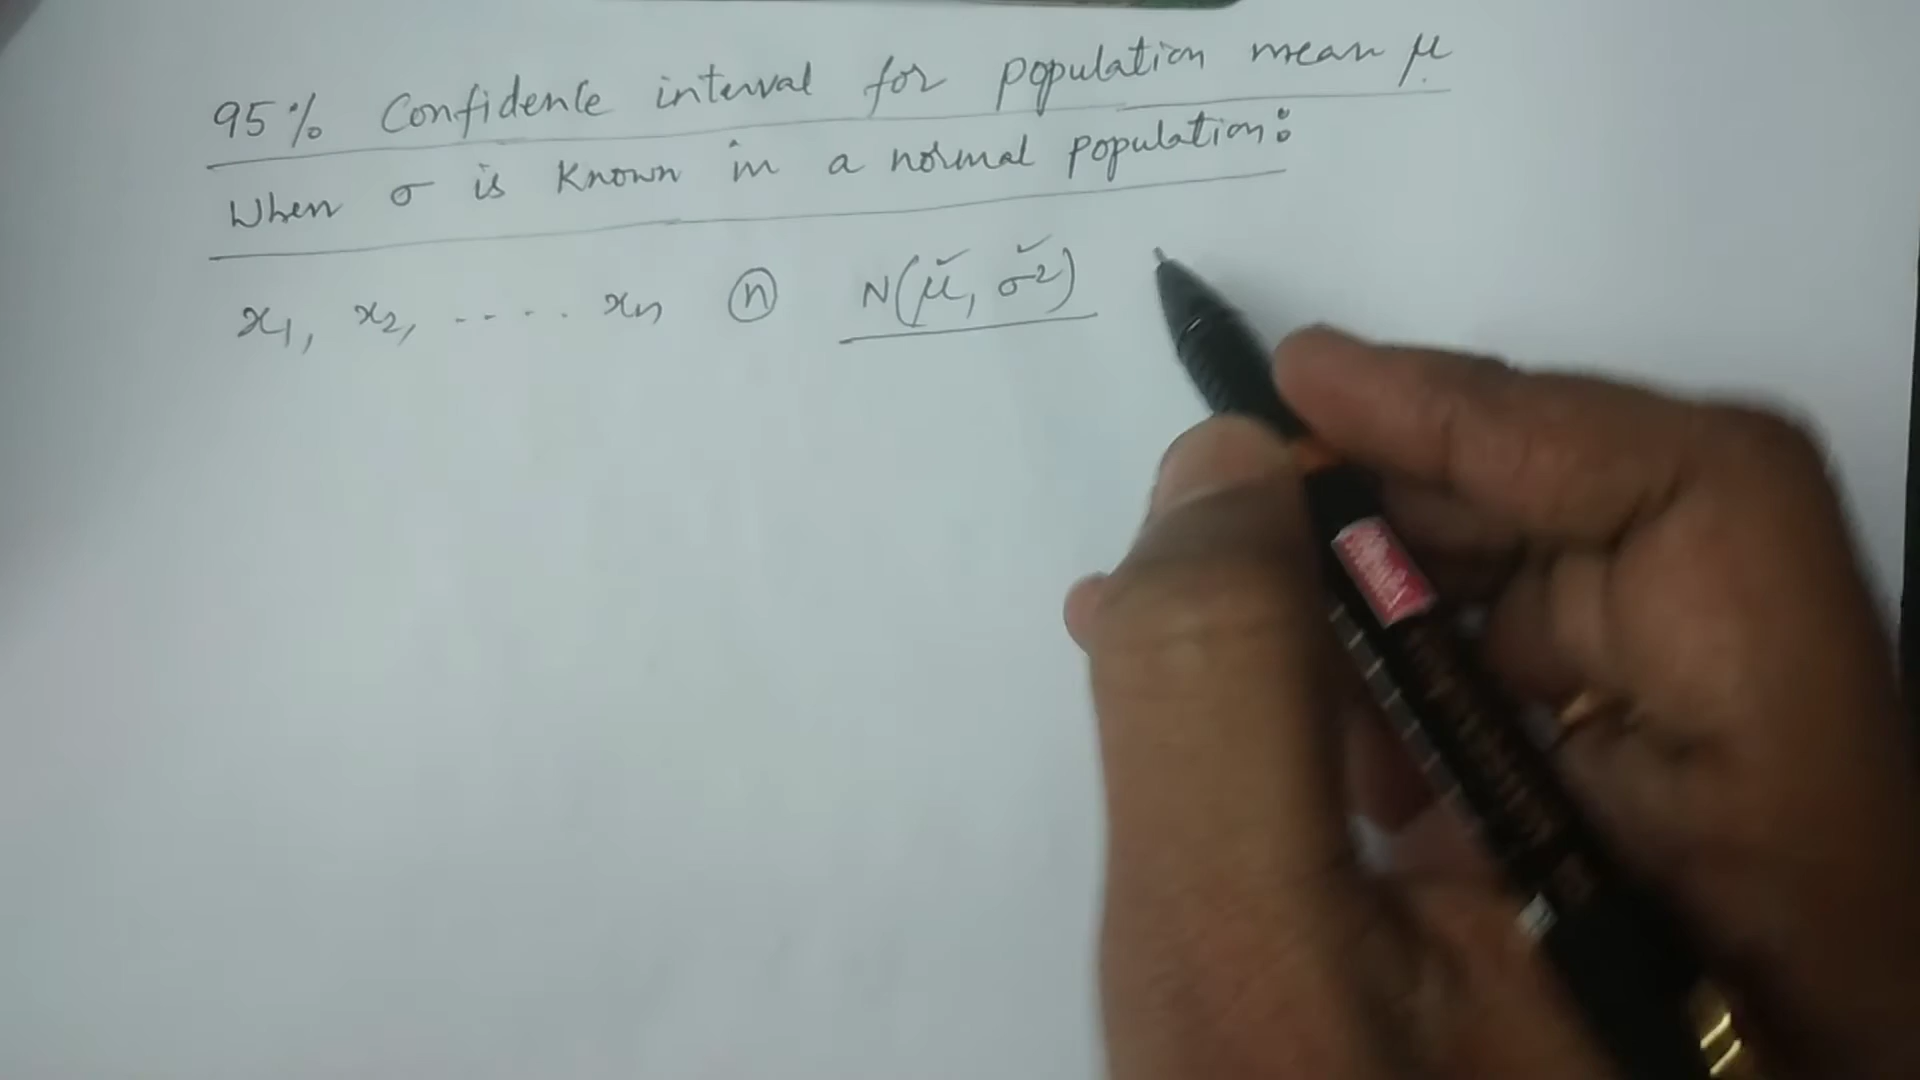 95% Confidence interval for population mean μ
When σ is known in a normal population:
x₁, x₂, ..... xₙ n N(μ, σ²)